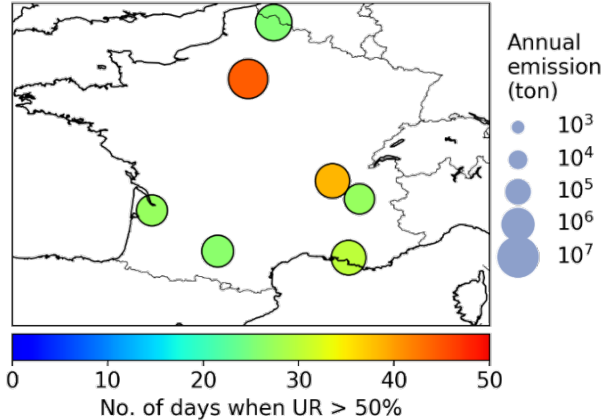 Annual
emission
(ton)
10³
10⁴
10⁵
10⁶
10⁷
0 10 20 30 40 50
No. of days when UR > 50%